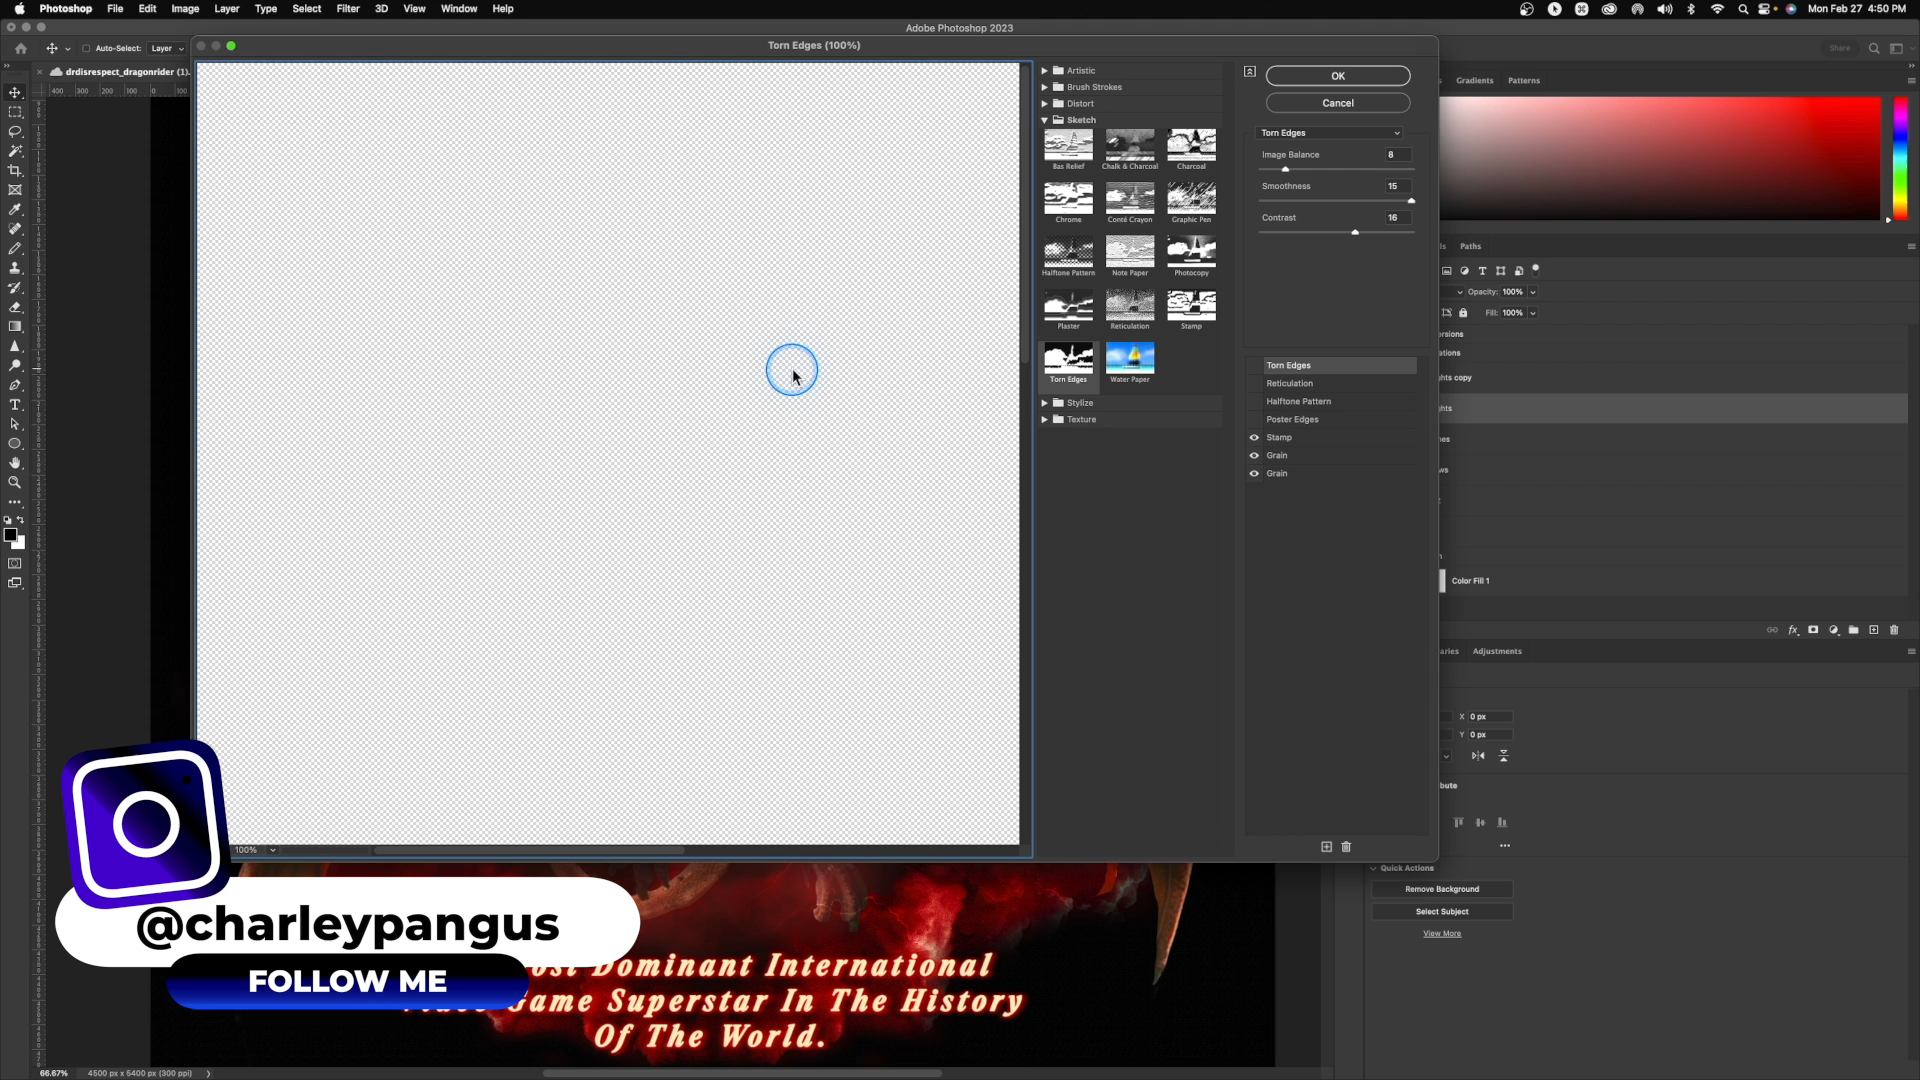 Photoshop File Edit Image Layer Type Select Filter 3D View Window Help
Mon Feb 27 4:50 PM
Adobe Photoshop 2023
Auto-Select: Layer
Share
drdisrespect_dragonrider (1).
Torn Edges (100%)
Artistic
Brush Strokes
Distort
Sketch
Bas Relief Chalk & Charcoal Charcoal
Chrome Conté Crayon Graphic Pen
Halftone Pattern Note Paper Photocopy
Plaster Reticulation Stamp
Torn Edges Water Paper
Stylize
Texture
OK
Cancel
Torn Edges
Image Balance 8
Smoothness 15
Contrast 16
Torn Edges
Reticulation
Halftone Pattern
Poster Edges
Stamp
Grain
Grain
100%
Gradients Patterns
Paths
Opacity: 100%
Fill: 100%
Color Fill 1
Adjustments
X 0 px
Y 0 px
Quick Actions
Remove Background
Select Subject
View More
@charleypangus
FOLLOW ME
Dominant International
Game Superstar In The History
Of The World.
66.67% 4500 px x 5400 px (300 ppi)